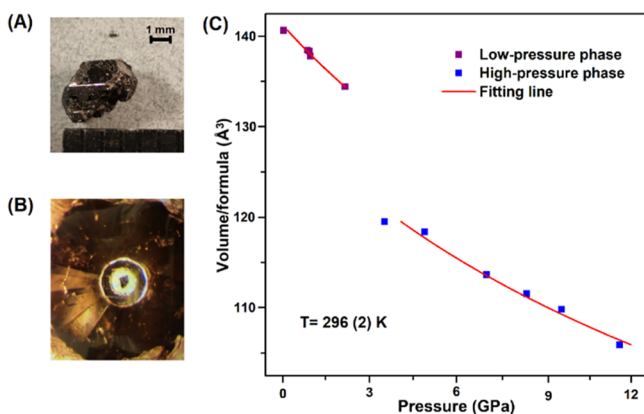 (A)
1 mm
(B)
(C)
Volume/formula (Å³)
140
130
120
110
Low-pressure phase
High-pressure phase
Fitting line
T= 296 (2) K
0
3
6
9
12
Pressure (GPa)